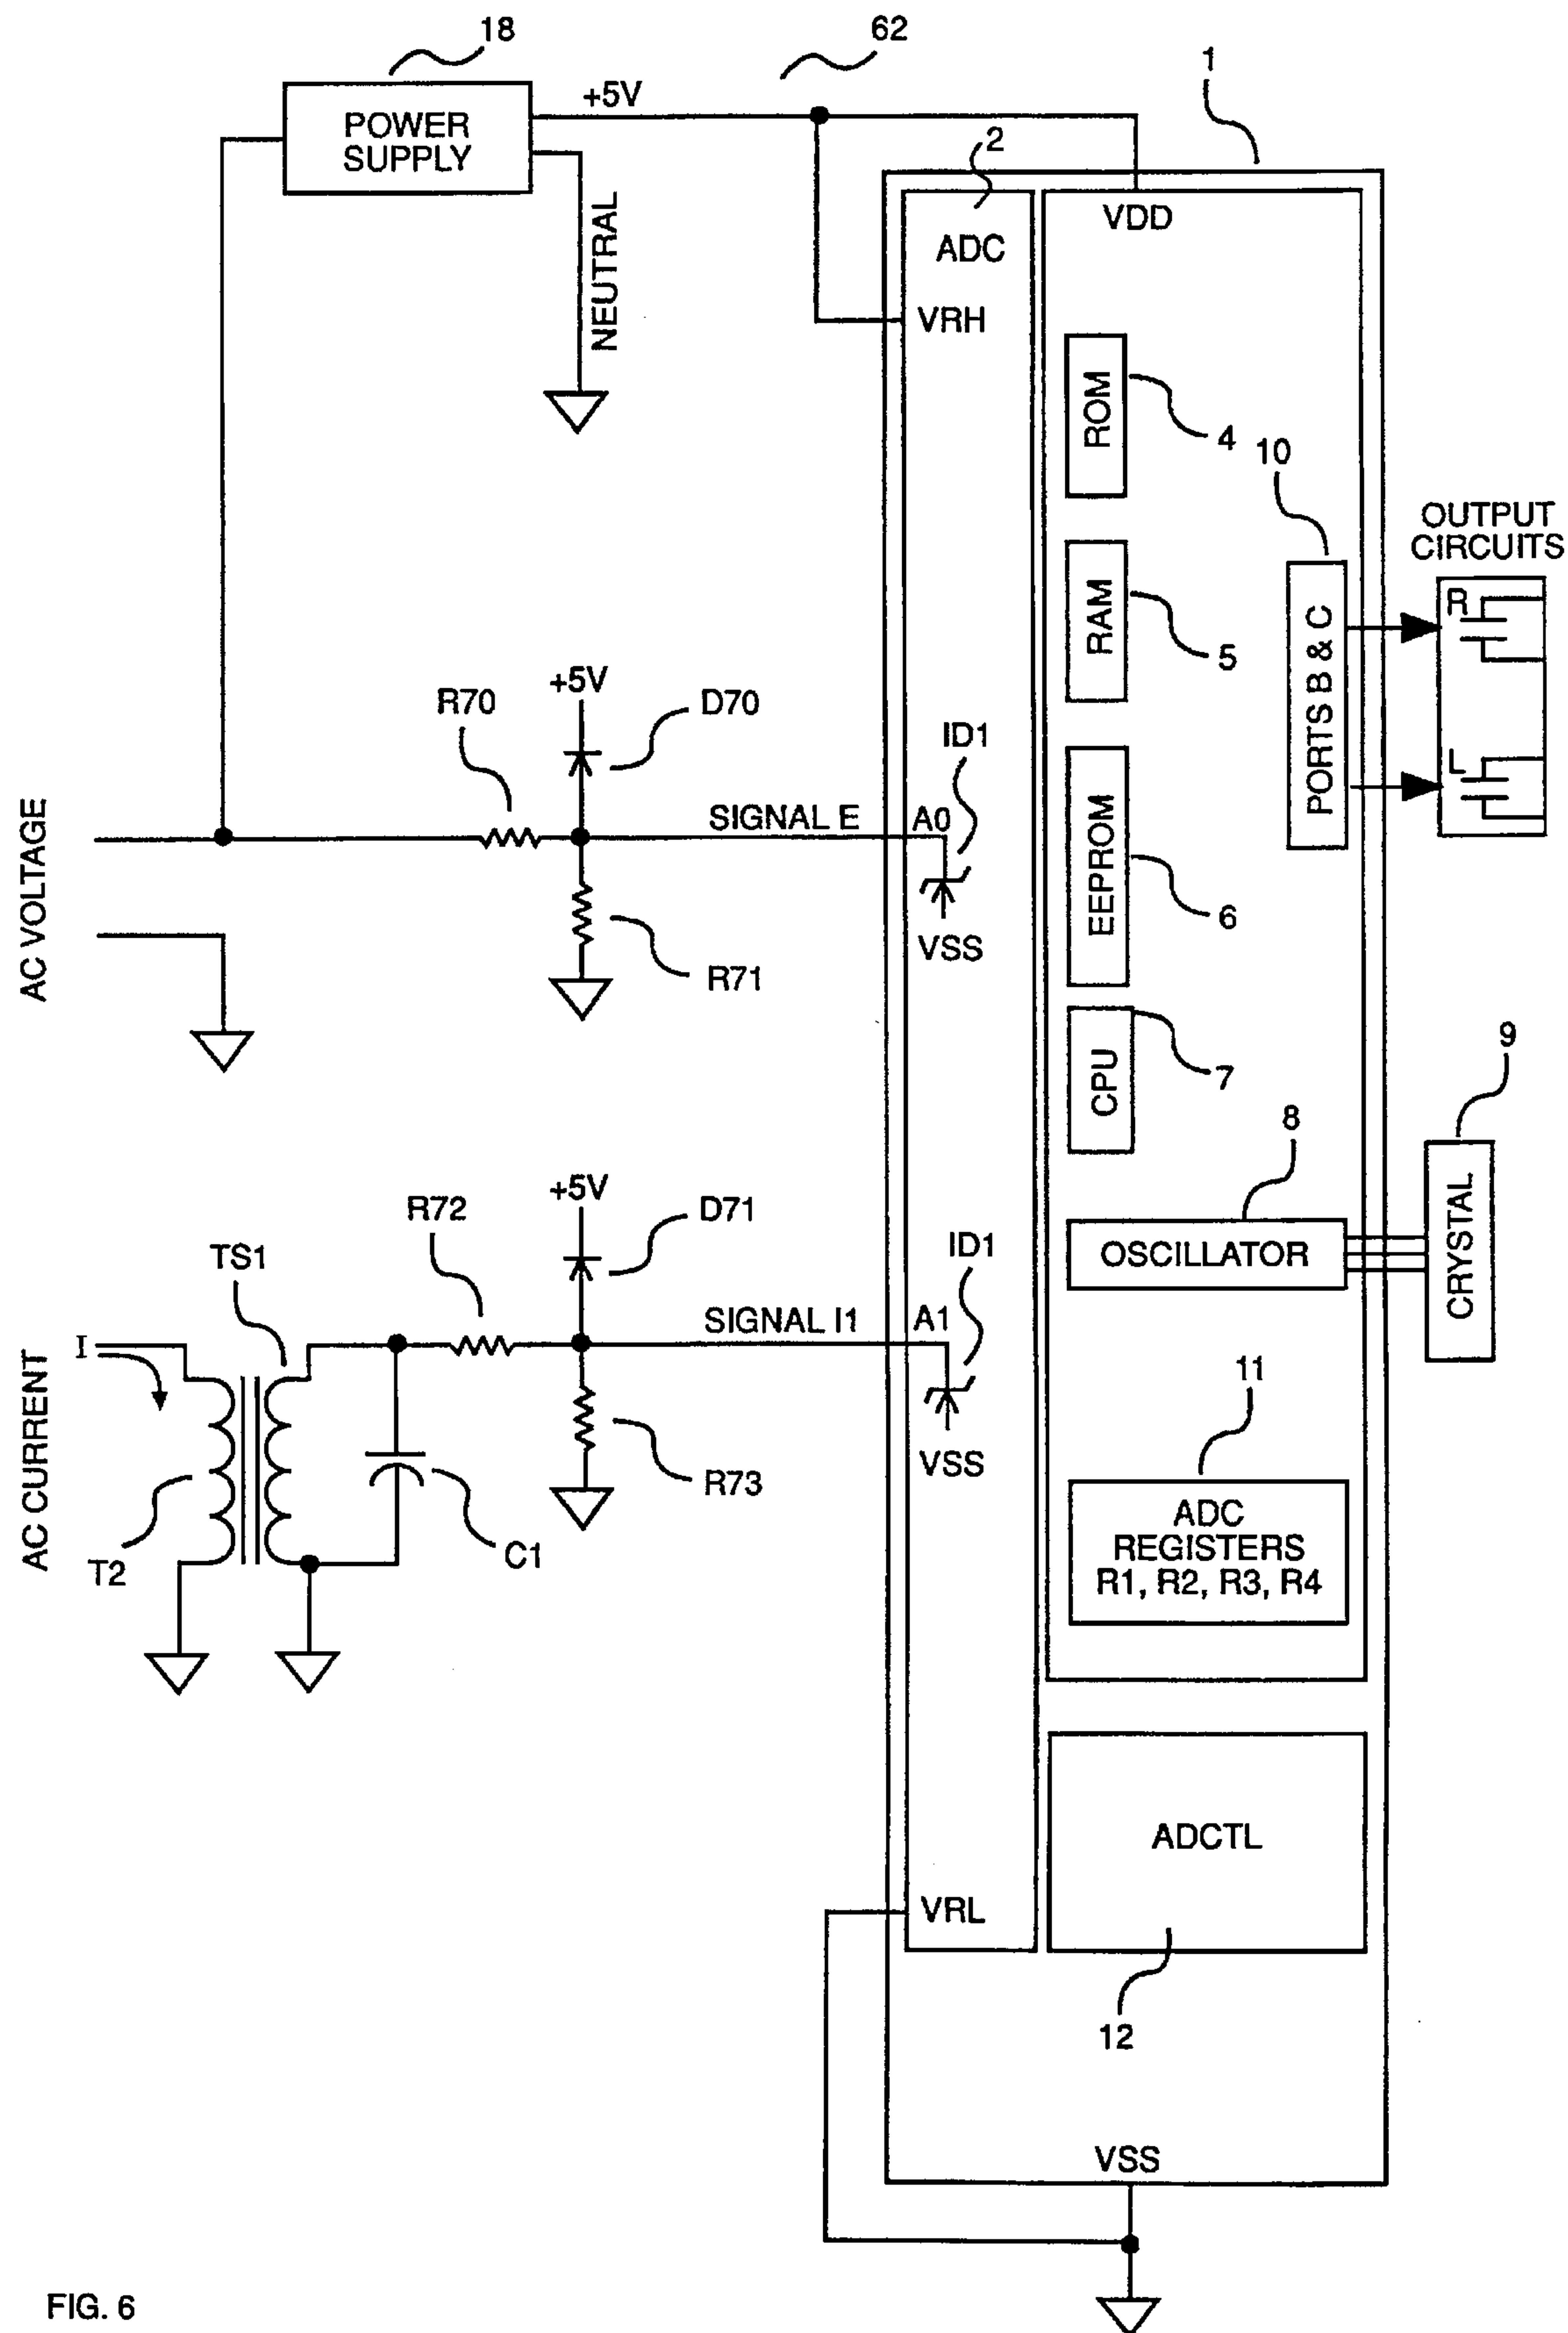 18
62
1
POWER
SUPPLY
+5V
NEUTRAL
2
ADC
VRH
VDD
ROM
4
10
OUTPUT
CIRCUITS
RAM
5
PORTS B & C
R
L
+5V
R70
D70
ID1
AC VOLTAGE
SIGNAL E
A0
VSS
R71
EEPROM
6
CPU
7
9
8
CRYSTAL
OSCILLATOR
+5V
R72
D71
TS1
ID1
AC CURRENT
I
SIGNAL I1
A1
VSS
R73
T2
C1
11
ADC
REGISTERS
R1, R2, R3, R4
ADCTL
VRL
12
VSS
FIG. 6